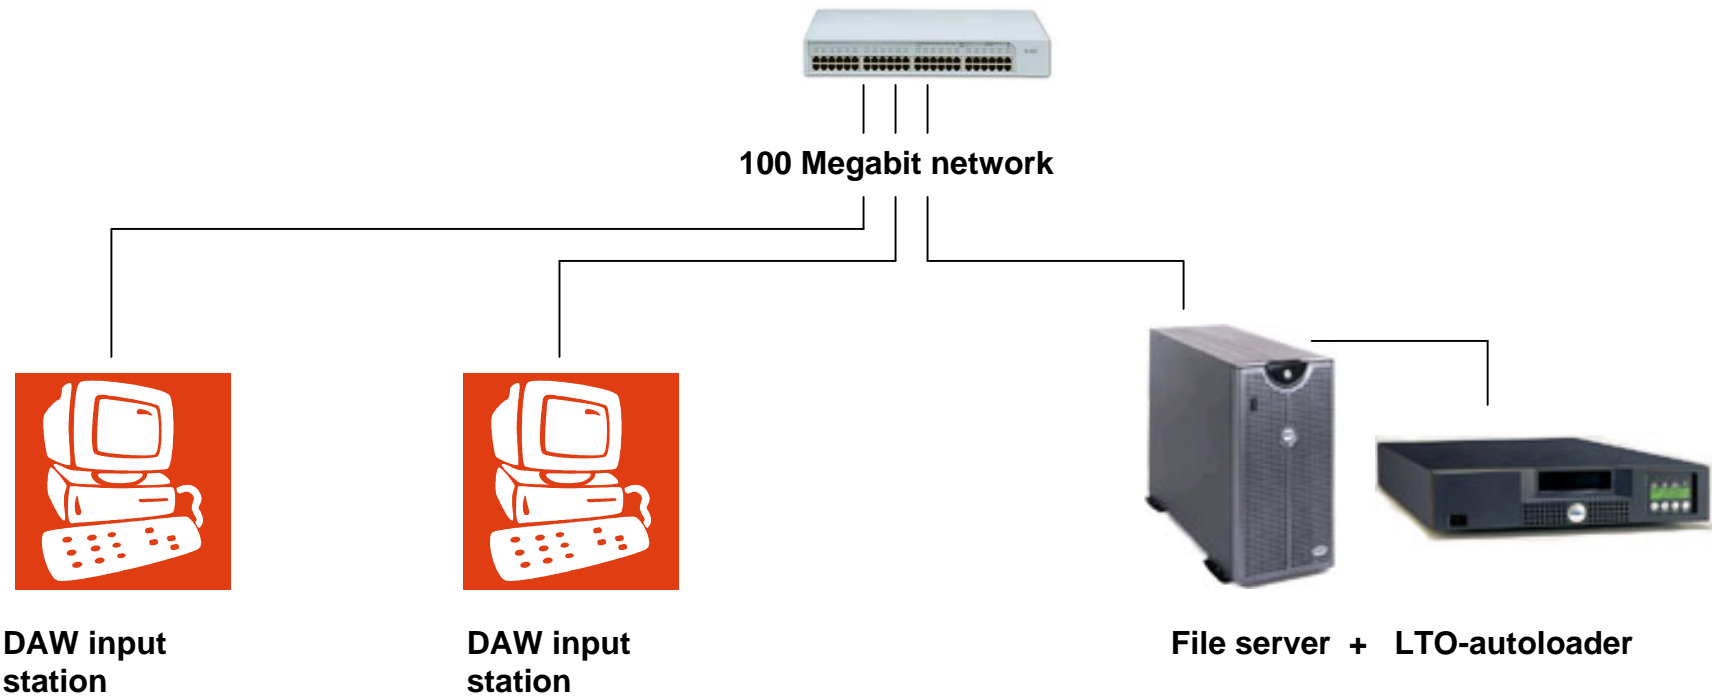 100 Megabit network
DAW input
station
DAW input
station
File server + LTO-autoloader